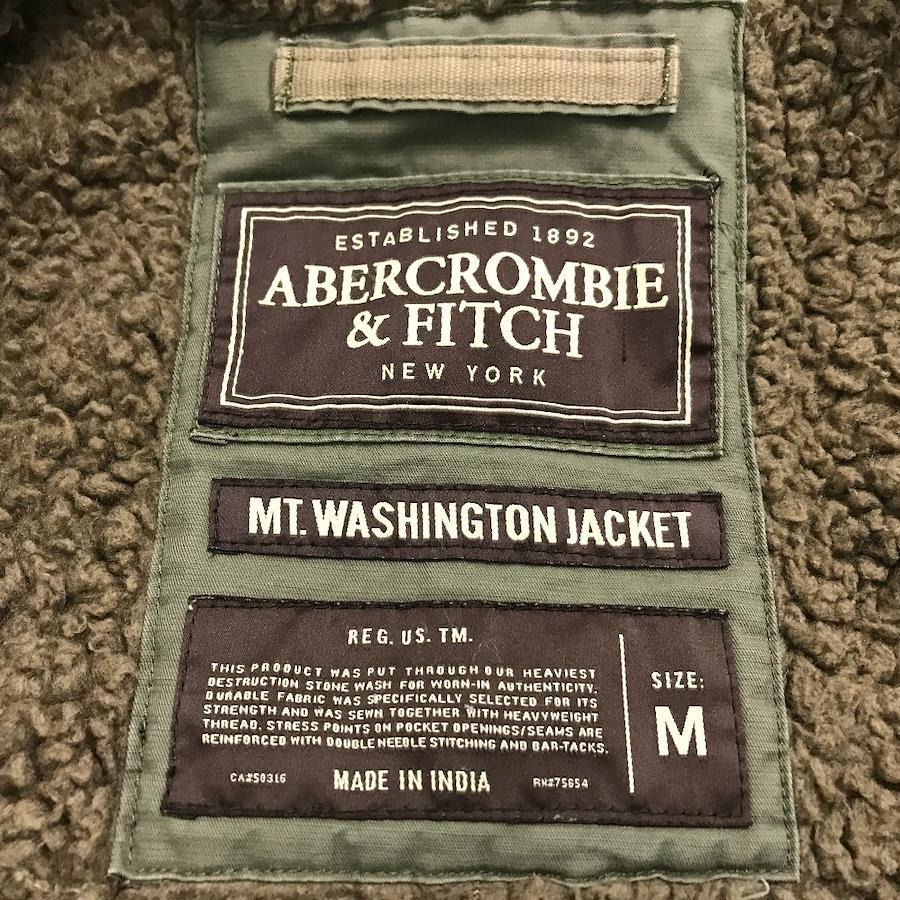 ESTABLISHED 1892
ABERCROMBIE
& FITCH
NEW YORK
MT. WASHINGTON JACKET
REG. US. TM.
THIS PRODUCT WAS PUT THROUGH OUR HEAVIEST
DESTRUCTION STONE WASH FOR WORN-IN AUTHENTICITY.
DURABLE FABRIC WAS SPECIFICALLY SELECTED FOR ITS
STRENGTH AND WAS SEWN TOGETHER WITH HEAVYWEIGHT
THREAD. STRESS POINTS ON POCKET OPENINGS/SEAMS ARE
REINFORCED WITH DOUBLE NEEDLE STITCHING AND BAR-TACKS.
CA#50316 MADE IN INDIA RN#75654
SIZE:
M